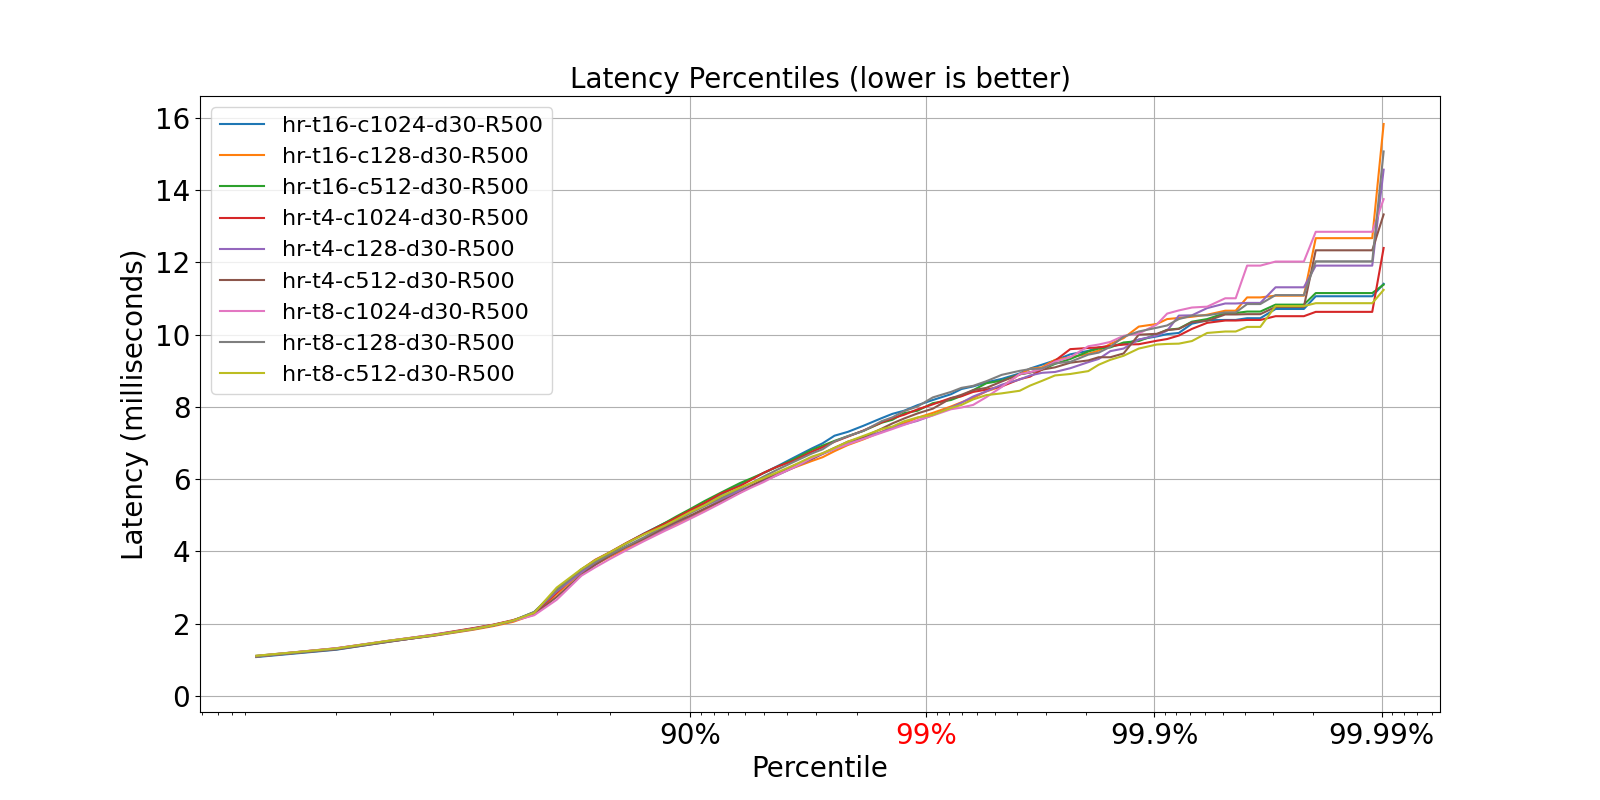 Latency Percentiles (lower is better)
16
14
12
10
8
6
4
2
0
Latency (milliseconds)
hr-t16-c1024-d30-R500
hr-t16-c128-d30-R500
hr-t16-c512-d30-R500
hr-t4-c1024-d30-R500
hr-t4-c128-d30-R500
hr-t4-c512-d30-R500
hr-t8-c1024-d30-R500
hr-t8-c128-d30-R500
hr-t8-c512-d30-R500
90% 99% 99.9% 99.99%
Percentile